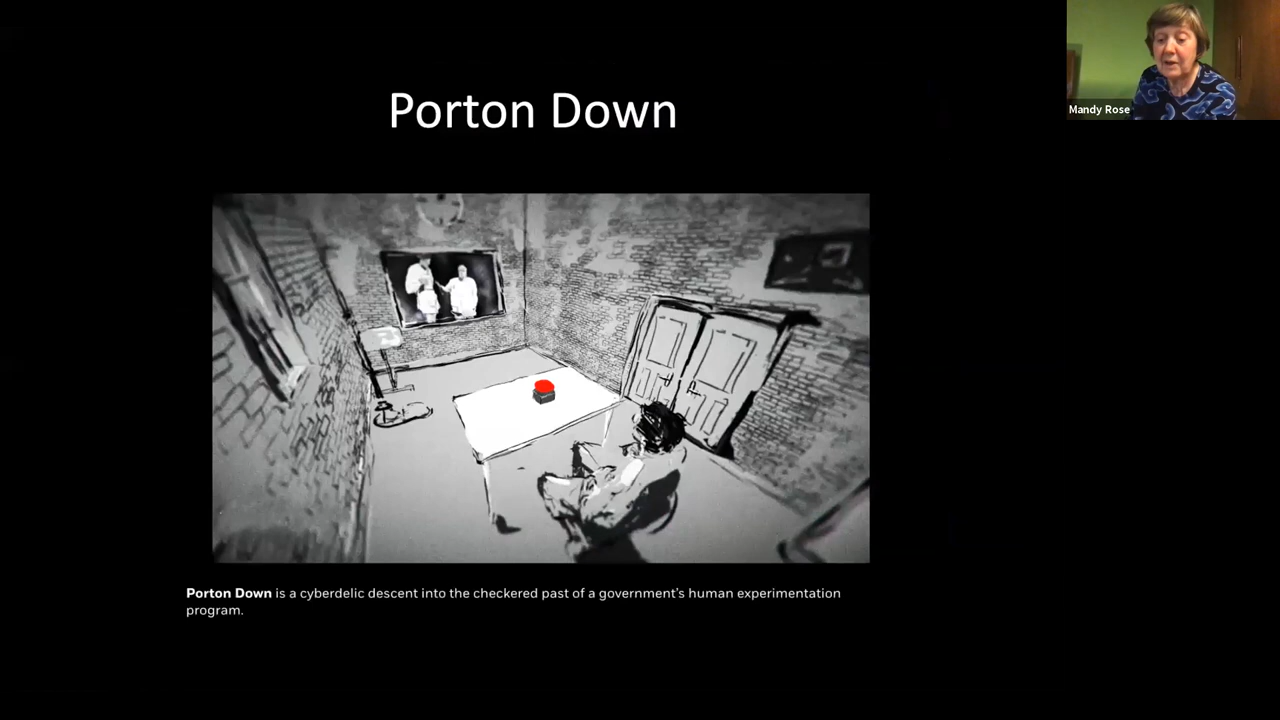 Porton Down
Mandy Rose
Porton Down is a cyberdelic descent into the checkered past of a government's human experimentation
program.